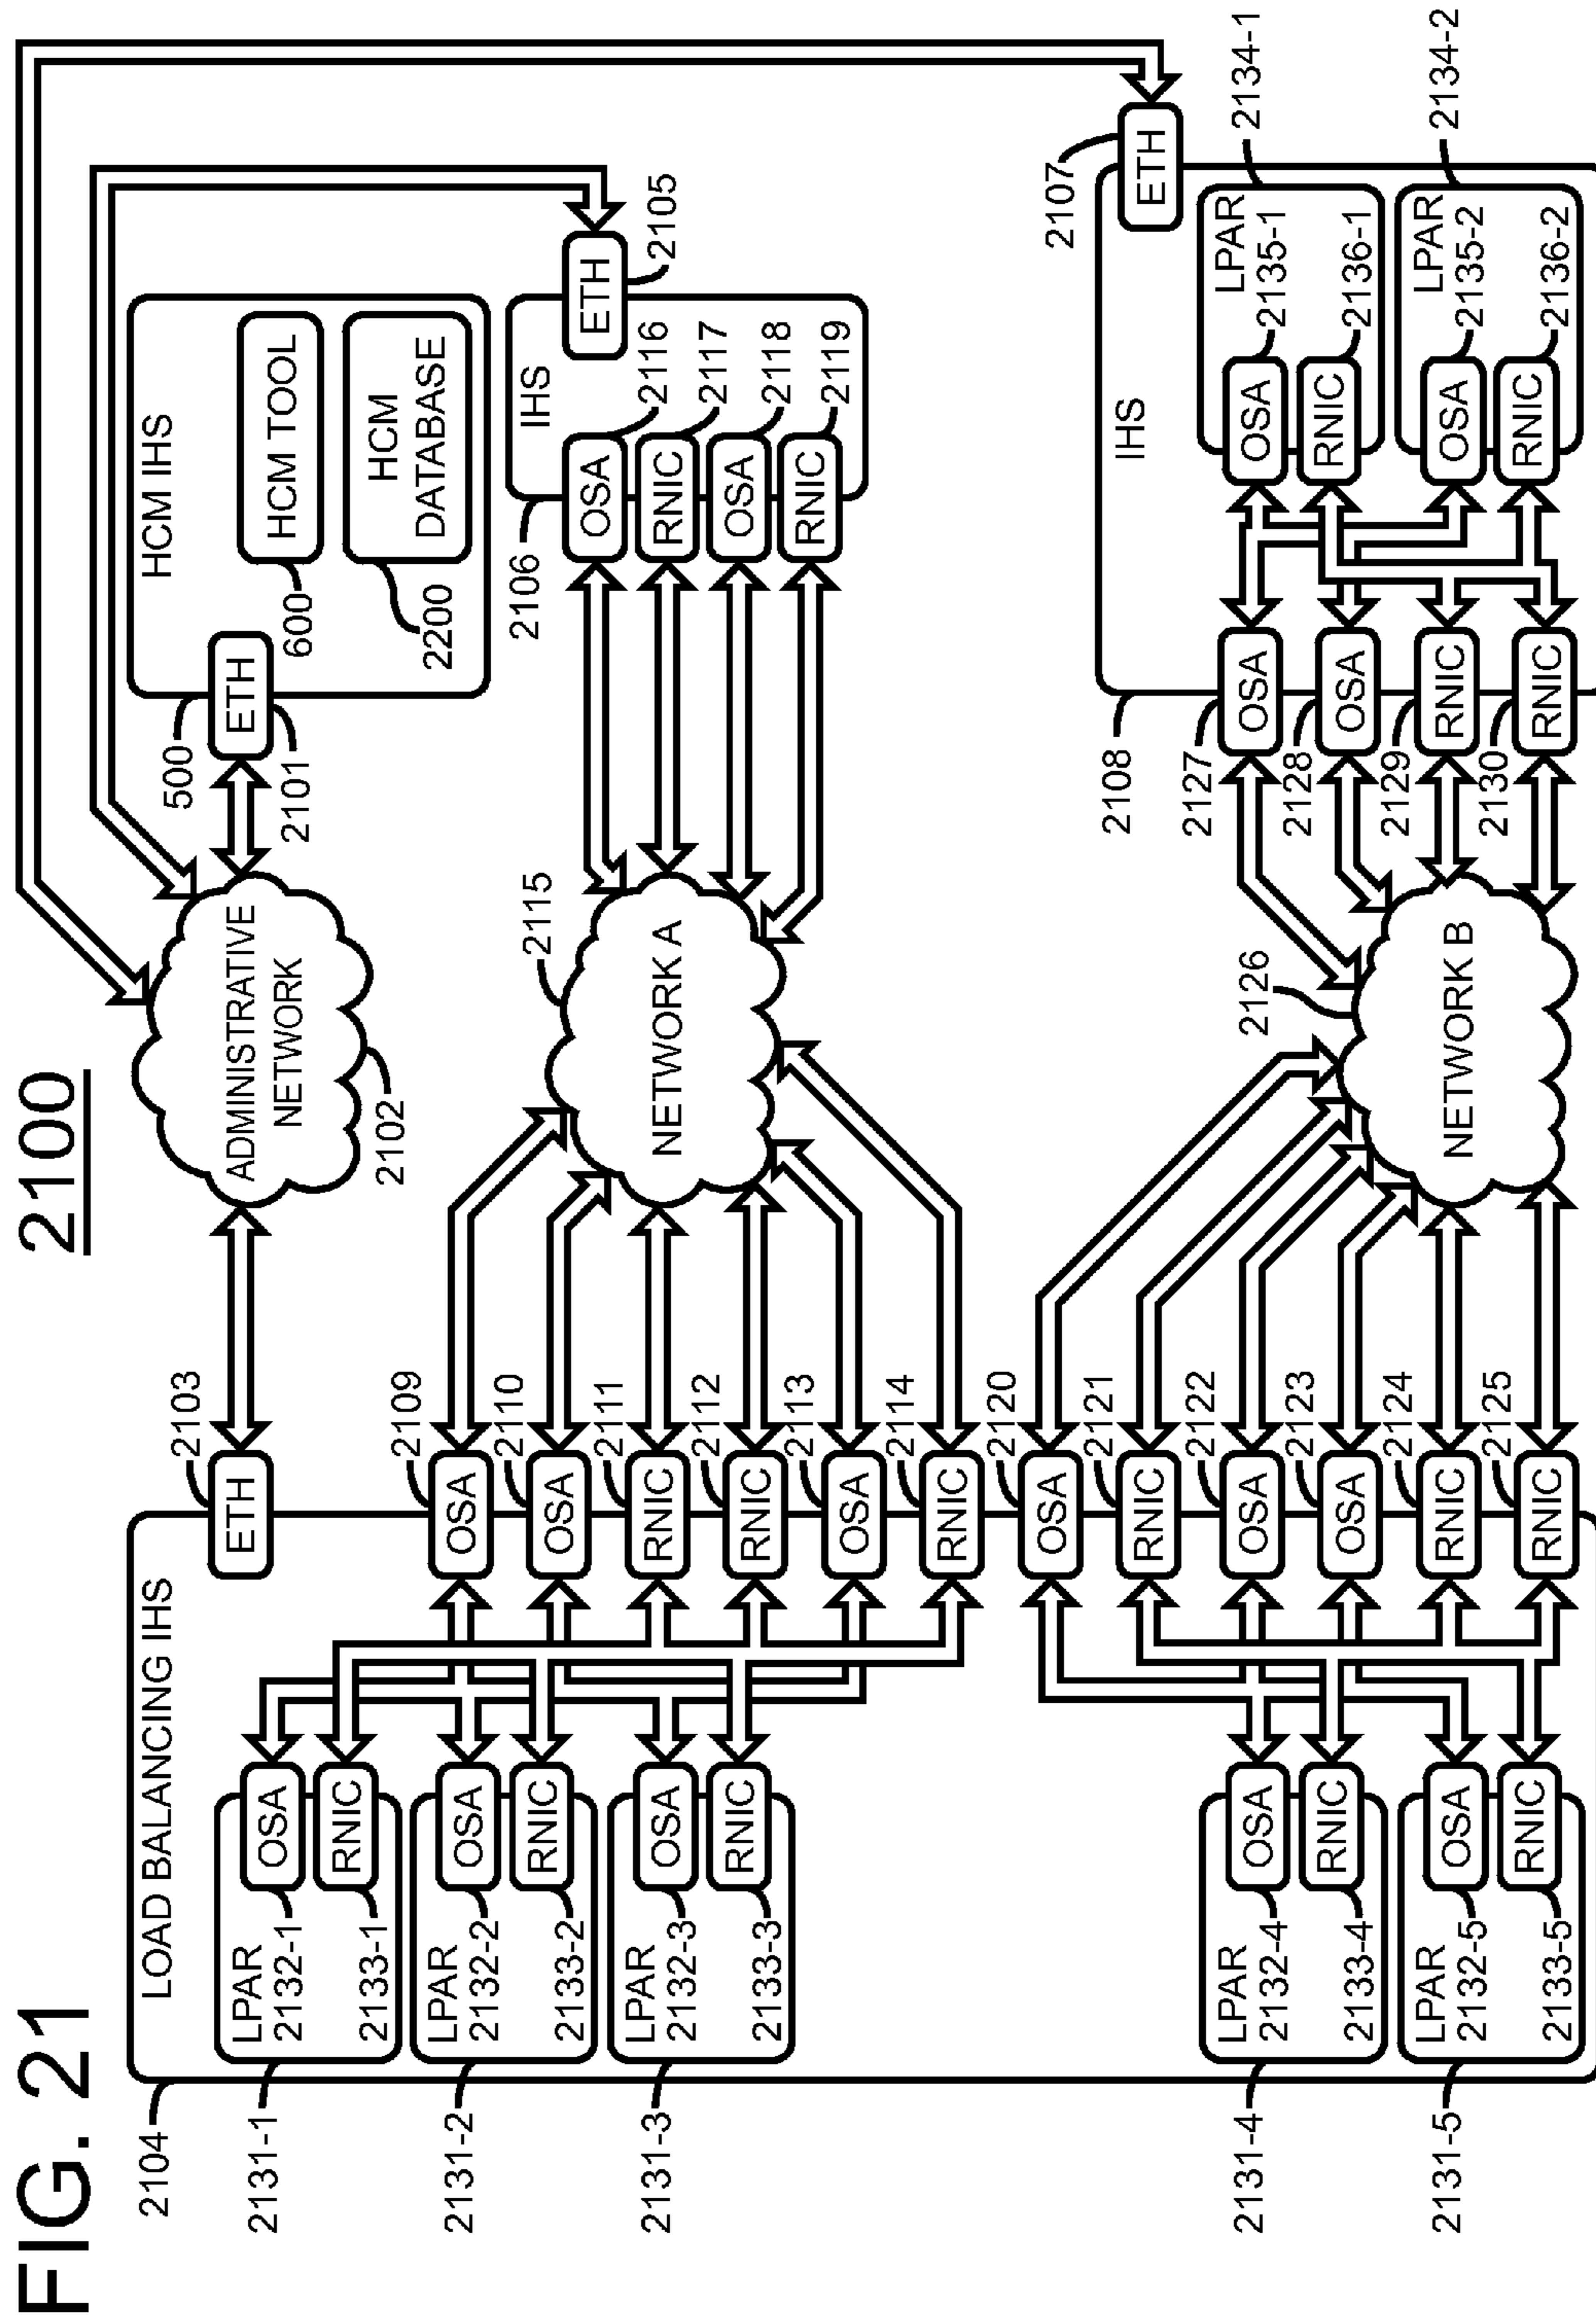 FIG. 21
2100
2104
LOAD BALANCING IHS
2131-1
LPAR
2132-1
2133-1
OSA
RNIC
2131-2
LPAR
2132-2
2133-2
OSA
RNIC
2131-3
LPAR
2132-3
2133-3
OSA
RNIC
2131-4
LPAR
2132-4
2133-4
OSA
RNIC
2131-5
LPAR
2132-5
2133-5
OSA
RNIC
ETH
2103
OSA
2109
OSA
2110
RNIC
2111
RNIC
2112
OSA
2113
RNIC
2114
OSA
2120
RNIC
2121
OSA
2122
OSA
2123
RNIC
2124
RNIC
2125
ADMINISTRATIVE
NETWORK
2102
NETWORK A
2115
NETWORK B
2126
HCM IHS
500
ETH
2101
HCM TOOL
600
HCM
DATABASE
2200
IHS
2106
ETH
2105
OSA
2116
RNIC
2117
OSA
2118
RNIC
2119
IHS
2108
ETH
2107
OSA
2127
OSA
2128
RNIC
2129
RNIC
2130
LPAR
2134-1
OSA
2135-1
RNIC
2136-1
LPAR
2134-2
OSA
2135-2
RNIC
2136-2